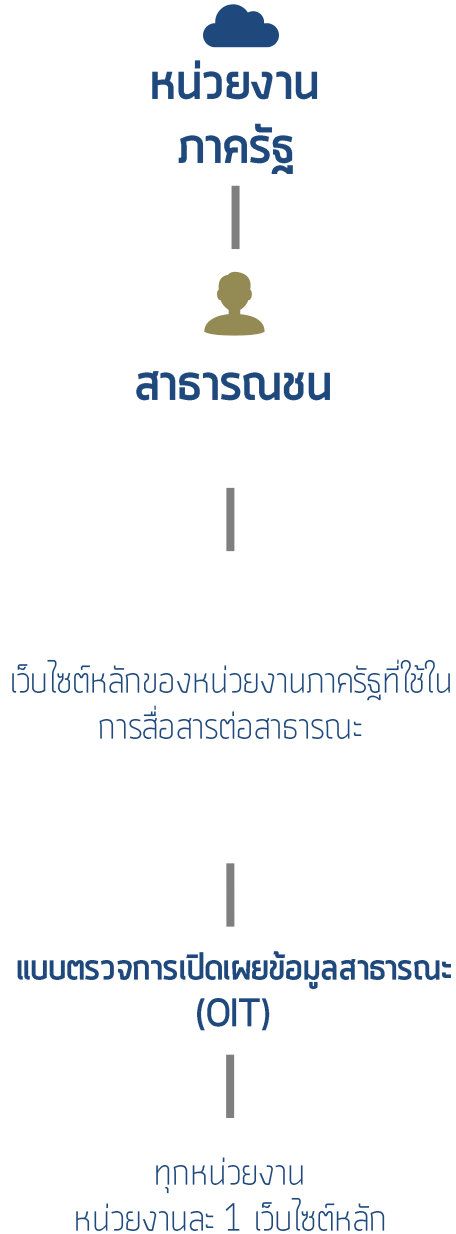 หน่วยงาน
ภาครัฐ
สาธารณชน
เว็บไซต์หลักของหน่วยงานภาครัฐที่ใช้ใน
การสื่อสารต่อสาธารณะ
แบบตรวจการเปิดเผยข้อมูลสาธารณะ
(OIT)
ทุกหน่วยงาน
หน่วยงานละ 1 เว็บไซต์หลัก